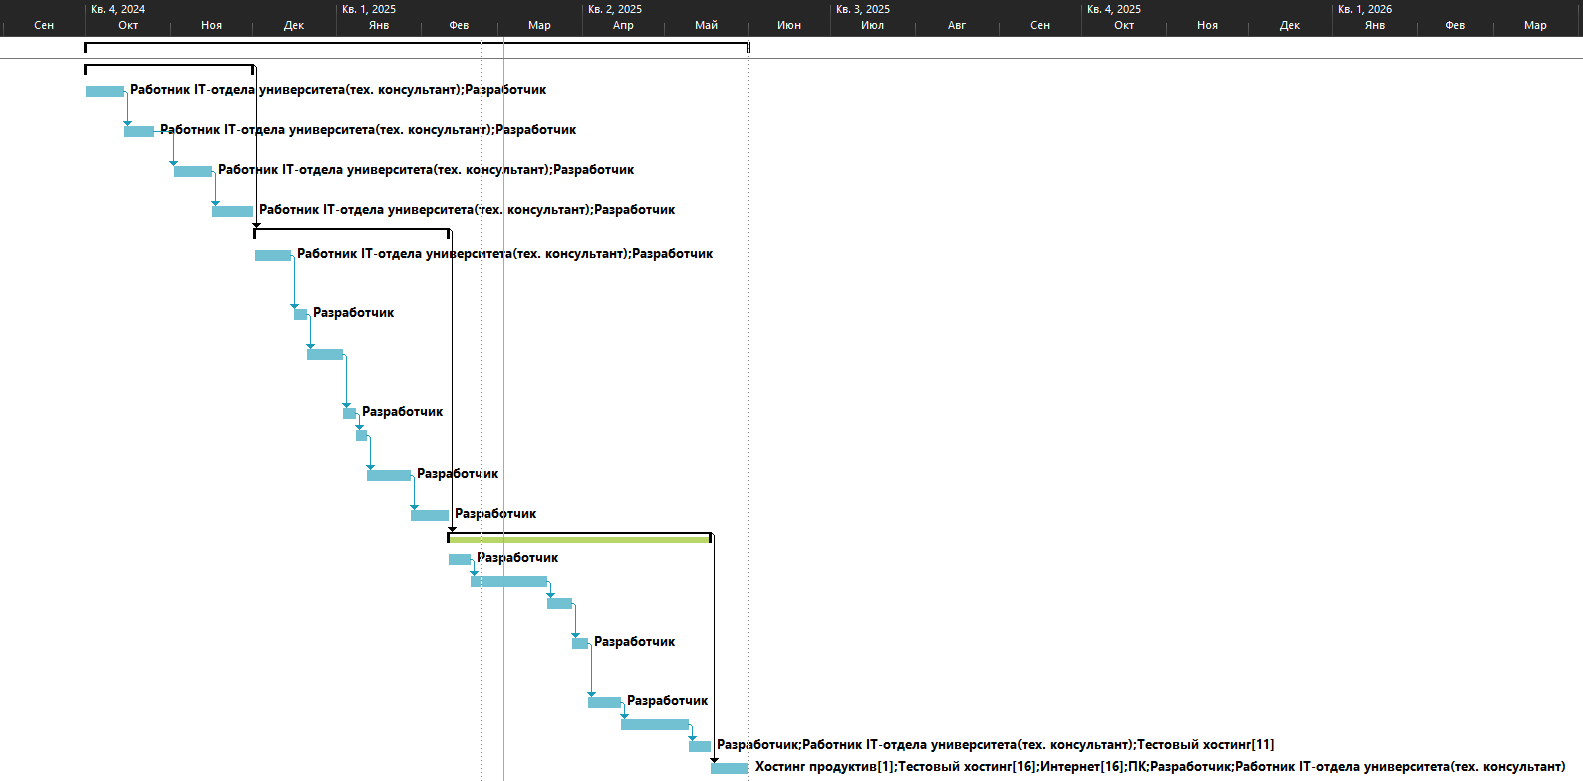 Кв. 4, 2024 Кв. 1, 2025 Кв. 2, 2025 Кв. 3, 2025 Кв. 4, 2025 Кв. 1, 2026
Сен Окт Ноя Дек Янв Фев Мар Апр Май Июн Июл Авг Сен Окт Ноя Дек Янв Фев Мар
Работник IT-отдела университета(тех. консультант);Разработчик
Работник IT-отдела университета(тех. консультант);Разработчик
Работник IT-отдела университета(тех. консультант);Разработчик
Работник IT-отдела университета(тех. консультант);Разработчик
Работник IT-отдела университета(тех. консультант);Разработчик
Разработчик
Разработчик
Разработчик
Разработчик
Разработчик
Разработчик
Разработчик
Разработчик;Работник IT-отдела университета(тех. консультант);Тестовый хостинг[11]
Хостинг продуктив[1];Тестовый хостинг[16];Интернет[16];ПК;Разработчик;Работник IT-отдела университета(тех. консультант)